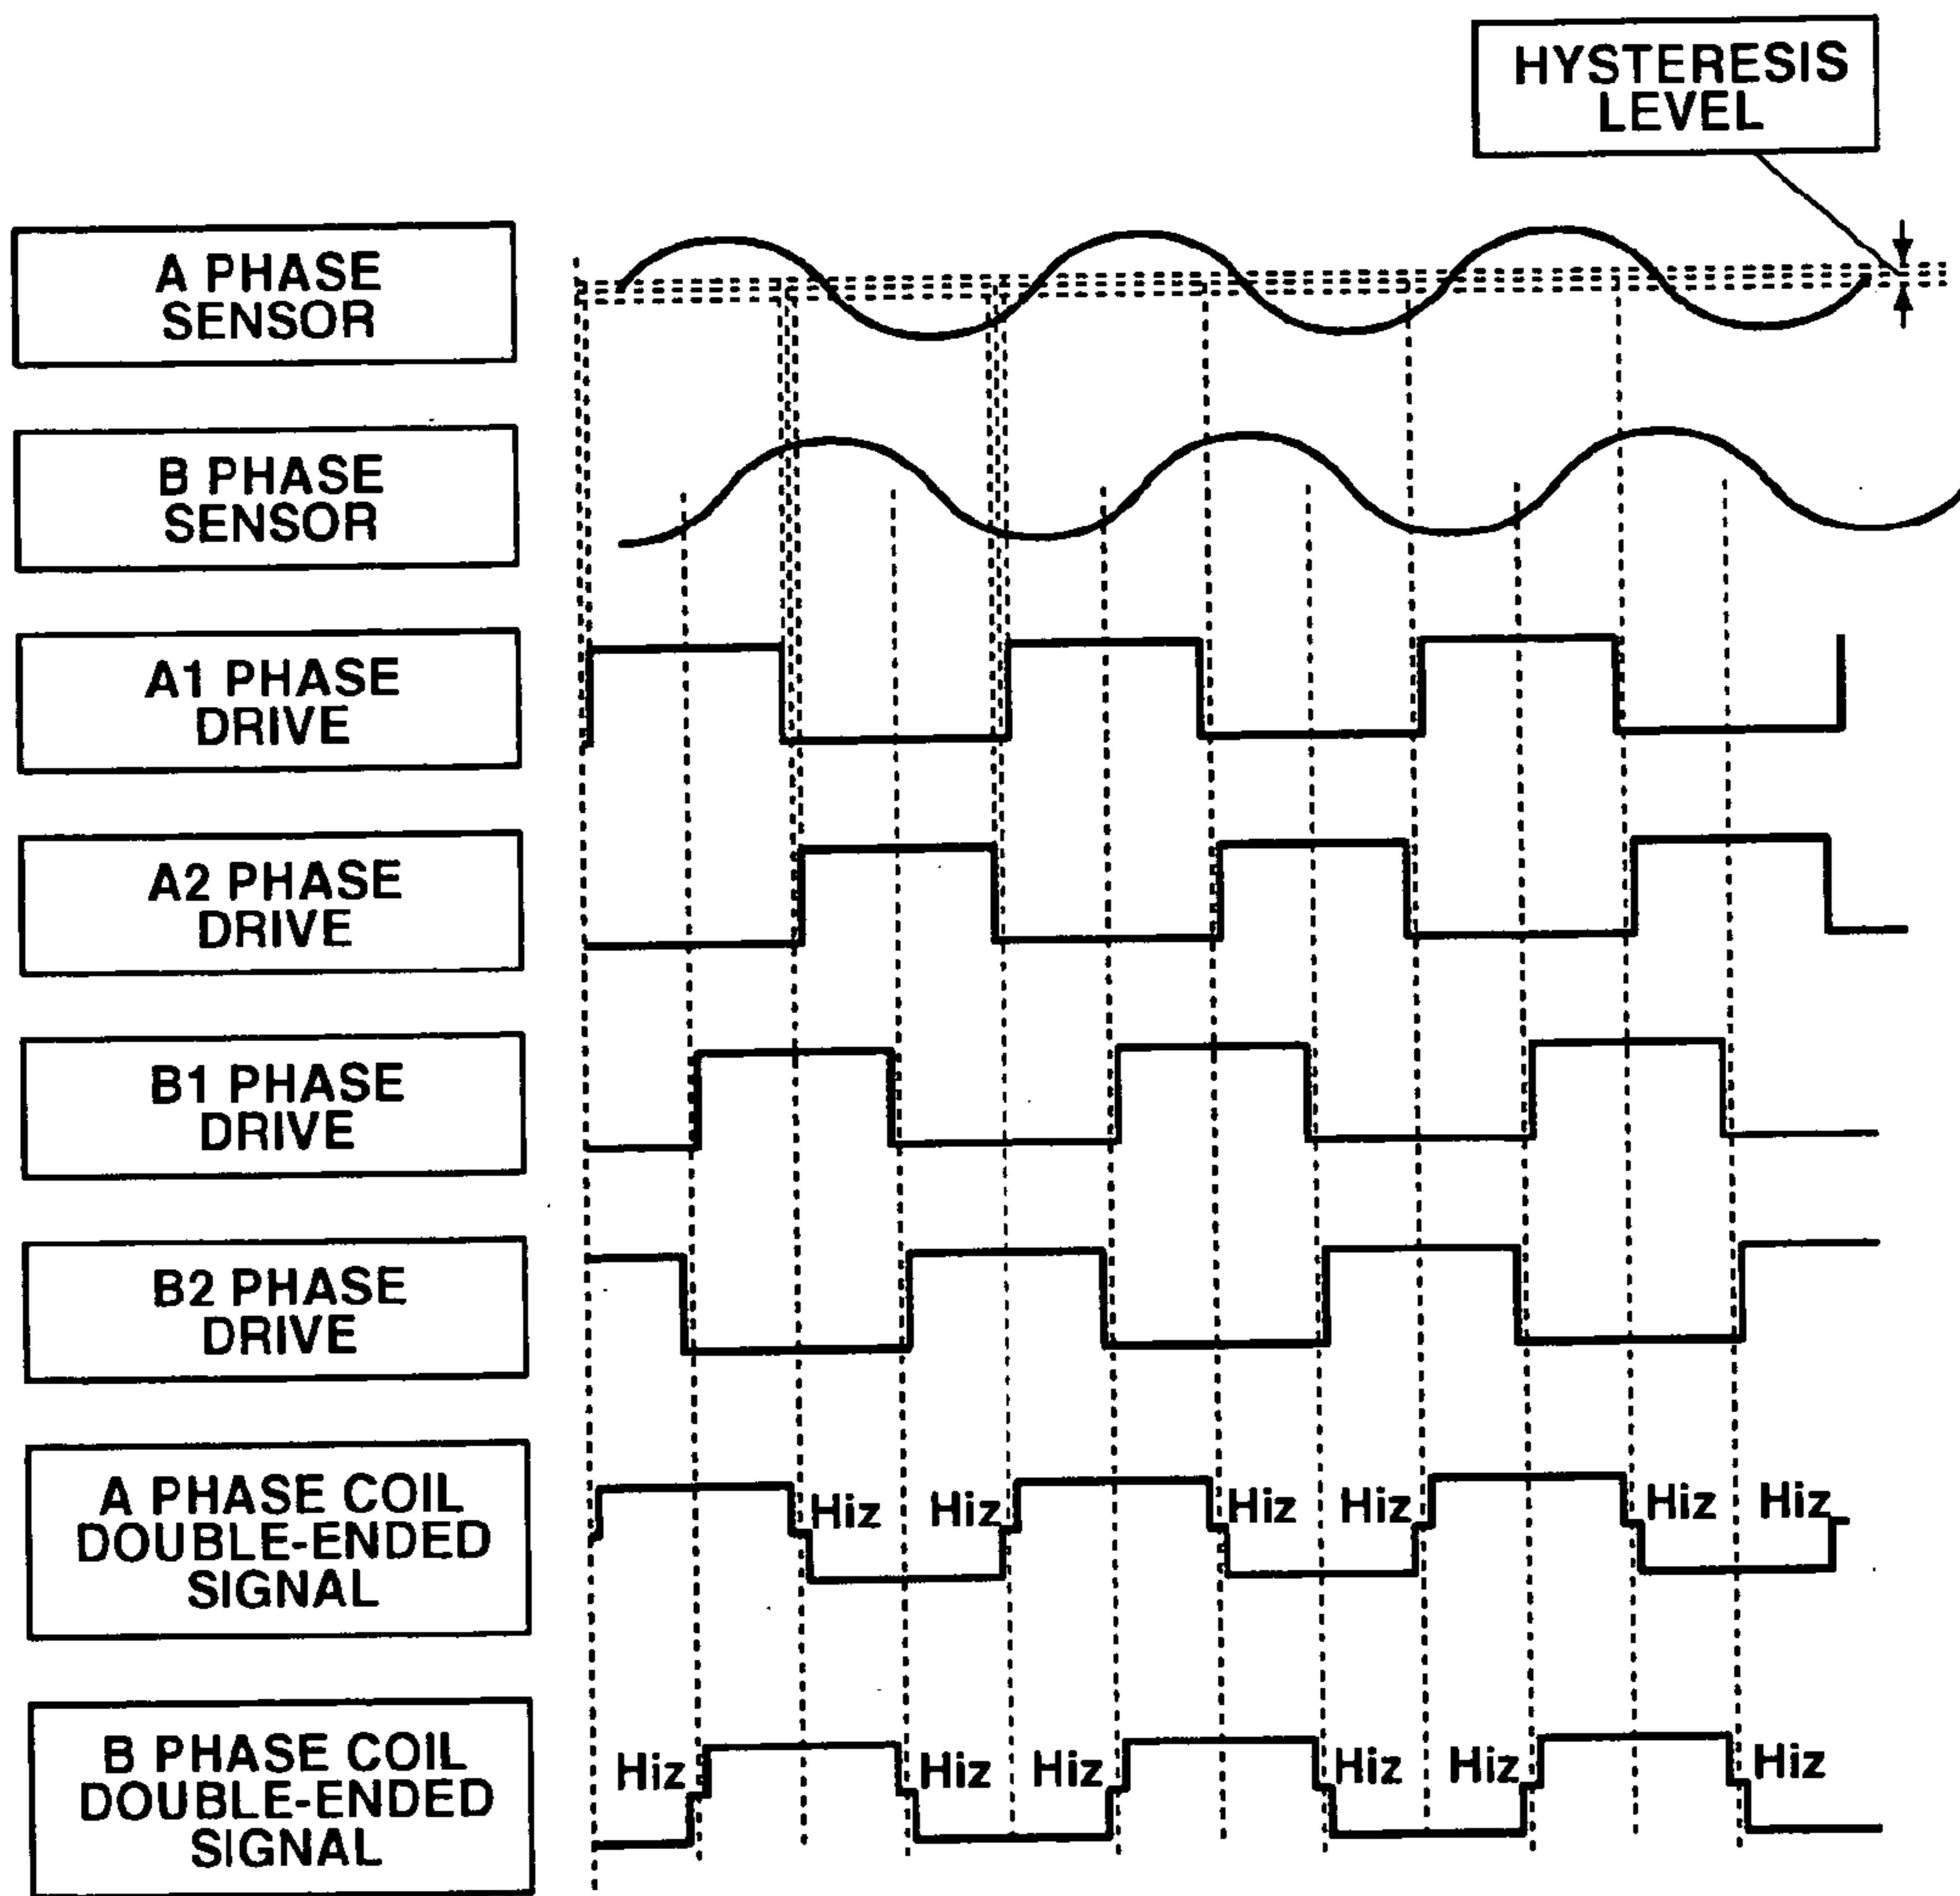 HYSTERESIS
LEVEL
A PHASE
SENSOR
B PHASE
SENSOR
A1 PHASE
DRIVE
A2 PHASE
DRIVE
B1 PHASE
DRIVE
B2 PHASE
DRIVE
A PHASE COIL
DOUBLE-ENDED
SIGNAL
Hiz Hiz Hiz Hiz Hiz Hiz
B PHASE COIL
DOUBLE-ENDED
SIGNAL
Hiz Hiz Hiz Hiz Hiz Hiz